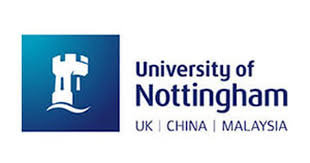 University of
Nottingham
UK | CHINA | MALAYSIA